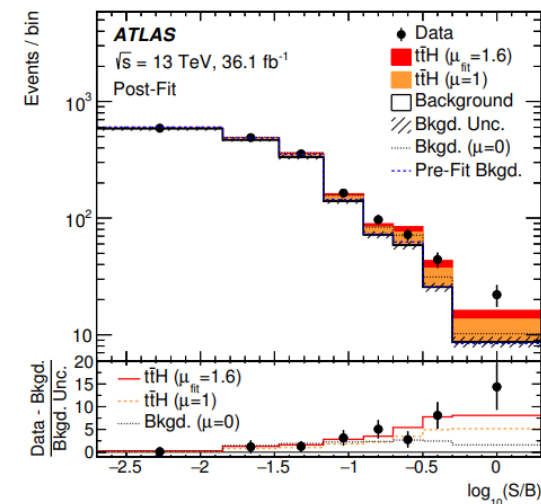 ATLAS
√s = 13 TeV, 36.1 fb⁻¹
Post-Fit
Data
tt̄H (μ_fit=1.6)
tt̄H (μ=1)
Background
Bkgd. Unc.
Bkgd. (μ=0)
Pre-Fit Bkgd.
Events / bin
10³
10²
10
Data - Bkgd.
Bkgd. Unc.
20
15
10
5
0
tt̄H (μ_fit=1.6)
tt̄H (μ=1)
Bkgd. (μ=0)
−2.5 −2 −1.5 −1 −0.5 0
log₁₀(S/B)